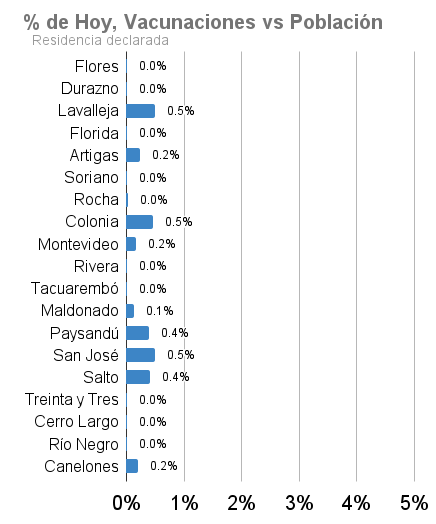 % de Hoy, Vacunaciones vs Población
Residencia declarada
Flores 0.0%
Durazno 0.0%
Lavalleja 0.5%
Florida 0.0%
Artigas 0.2%
Soriano 0.0%
Rocha 0.0%
Colonia 0.5%
Montevideo 0.2%
Rivera 0.0%
Tacuarembó 0.0%
Maldonado 0.1%
Paysandú 0.4%
San José 0.5%
Salto 0.4%
Treinta y Tres 0.0%
Cerro Largo 0.0%
Río Negro 0.0%
Canelones 0.2%
0% 1% 2% 3% 4% 5%